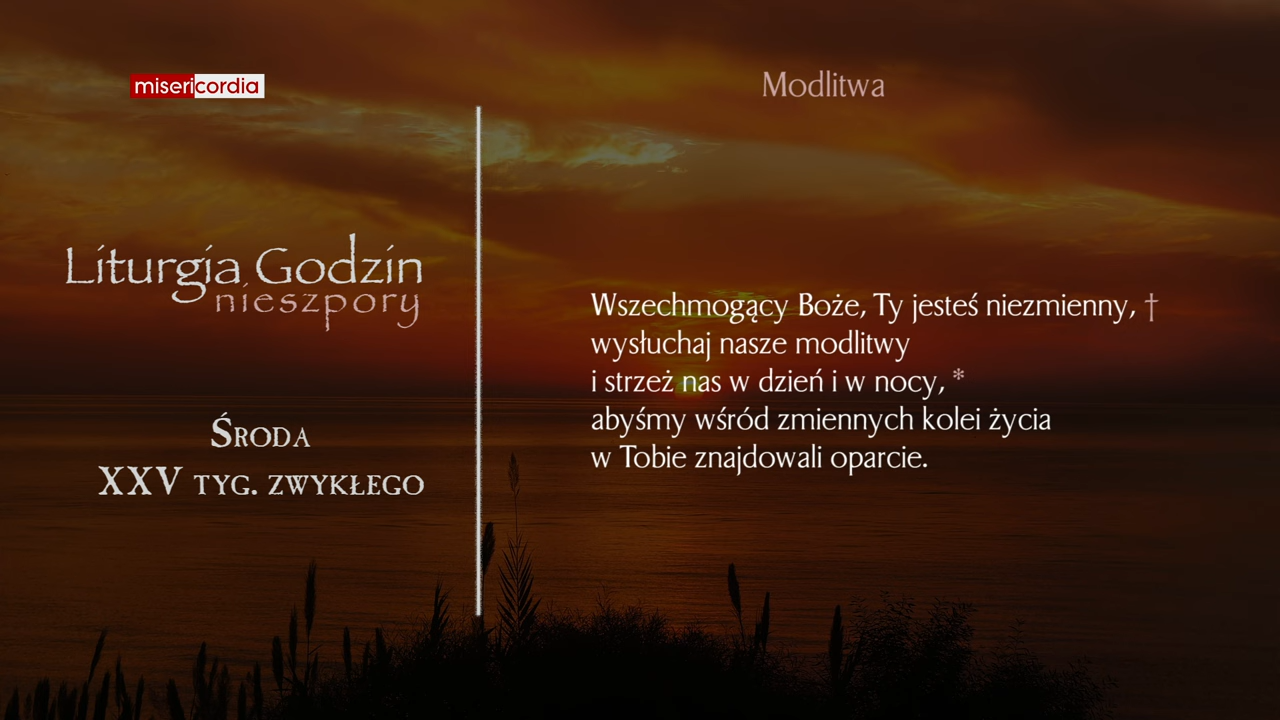 misericordia
Modlitwa
Liturgia Godzin
nieszpory
Środa
XXV tyg. zwykłego
Wszechmogący Boże, Ty jesteś niezmienny, †
wysłuchaj nasze modlitwy
i strzeż nas w dzień i w nocy, *
abyśmy wśród zmiennych kolei życia
w Tobie znajdowali oparcie.